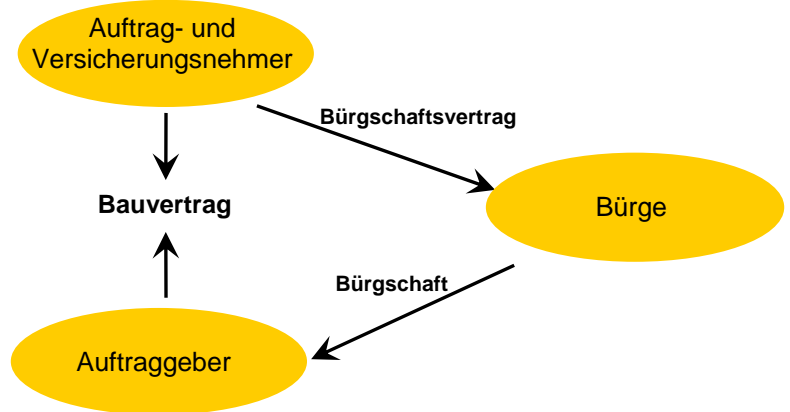 Auftrag- und
Versicherungsnehmer
Bürgschaftsvertrag
Bauvertrag
Bürge
Bürgschaft
Auftraggeber